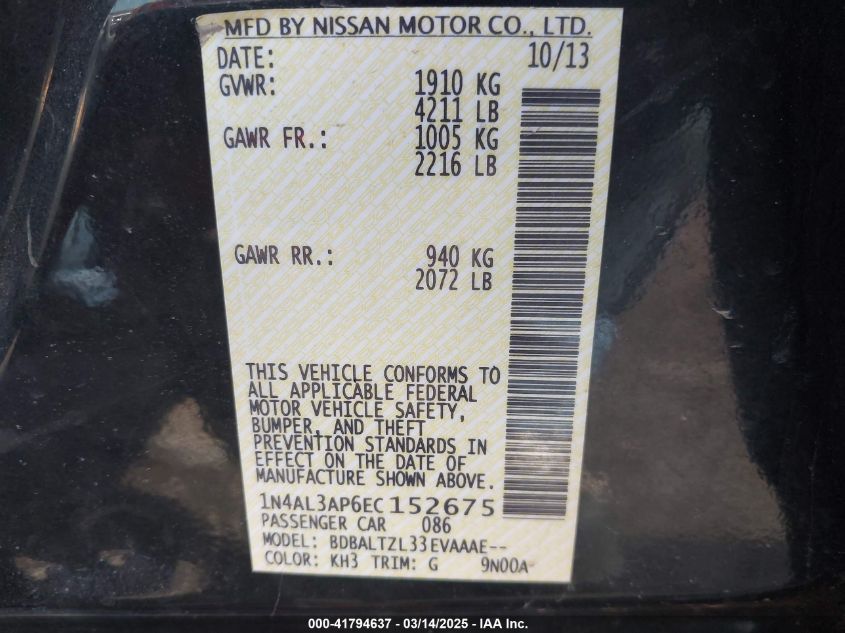 MFD BY NISSAN MOTOR CO., LTD.
DATE: 10/13
GVWR: 1910 KG
4211 LB
GAWR FR.: 1005 KG
2216 LB
GAWR RR.: 940 KG
2072 LB
THIS VEHICLE CONFORMS TO
ALL APPLICABLE FEDERAL
MOTOR VEHICLE SAFETY,
BUMPER, AND THEFT
PREVENTION STANDARDS IN
EFFECT ON THE DATE OF
MANUFACTURE SHOWN ABOVE.
1N4AL3AP6EC152675
PASSENGER CAR 086
MODEL: BDBALTZL33EVAAAE--
COLOR: KH3 TRIM: G 9N00A
000-41794637 - 03/14/2025 - IAA Inc.